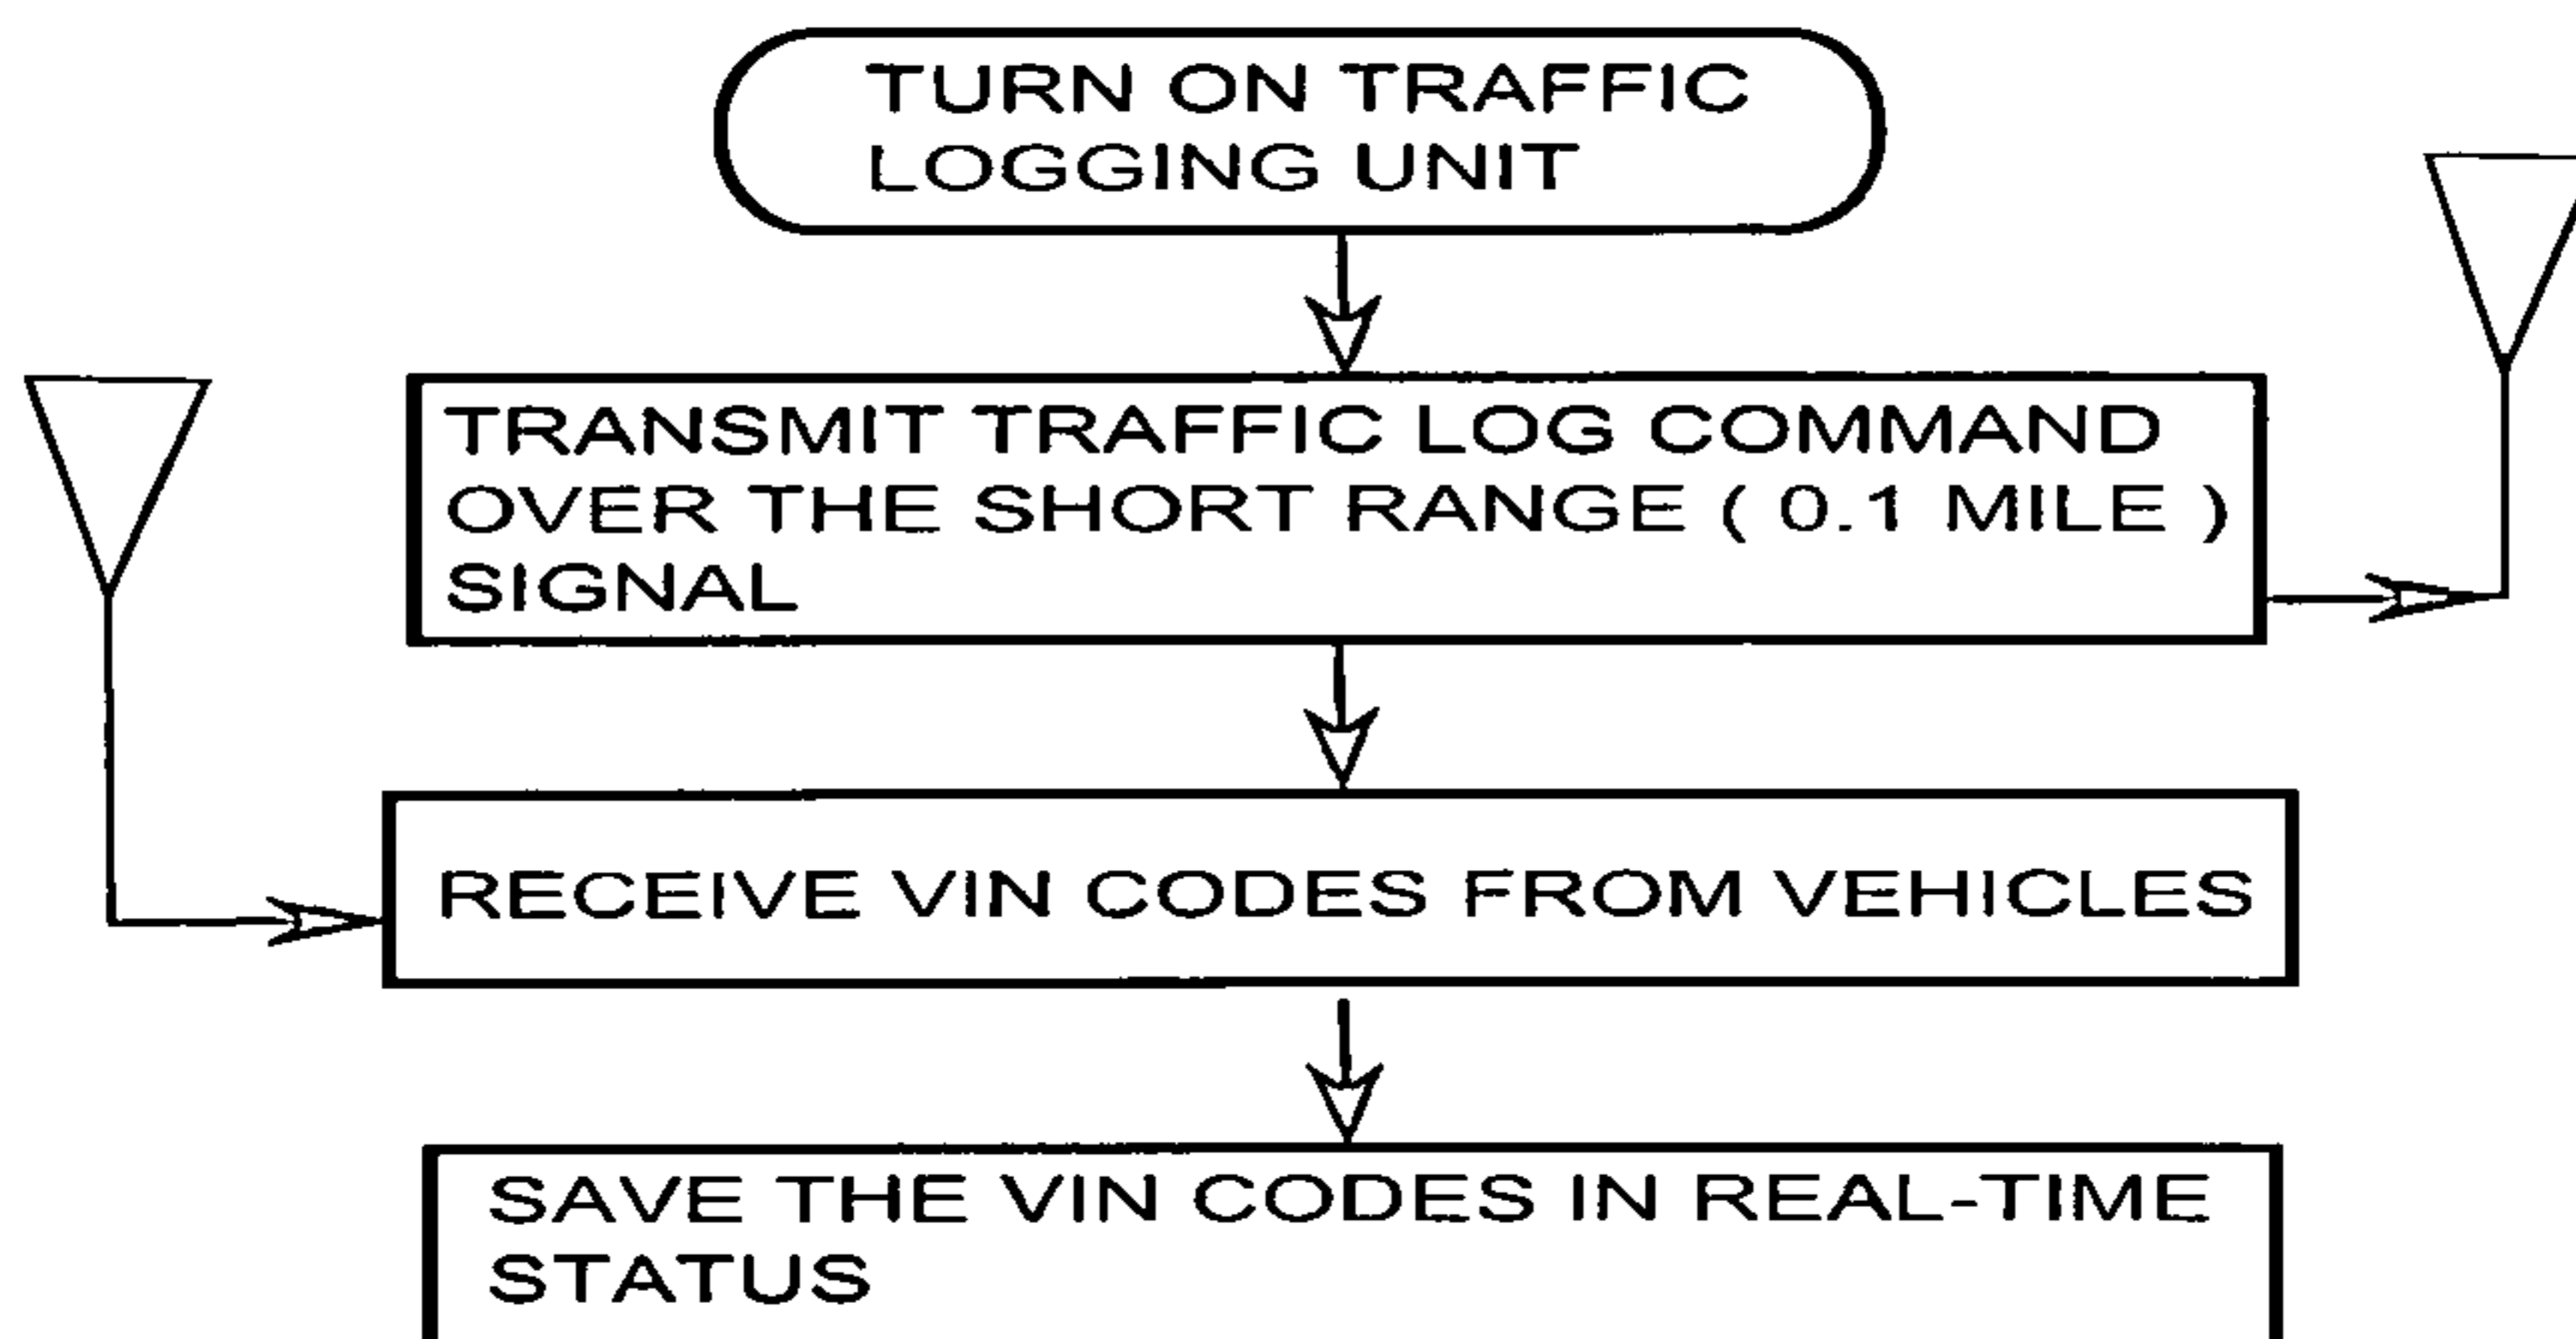 TURN ON TRAFFIC
LOGGING UNIT
TRANSMIT TRAFFIC LOG COMMAND
OVER THE SHORT RANGE ( 0.1 MILE )
SIGNAL
RECEIVE VIN CODES FROM VEHICLES
SAVE THE VIN CODES IN REAL-TIME
STATUS